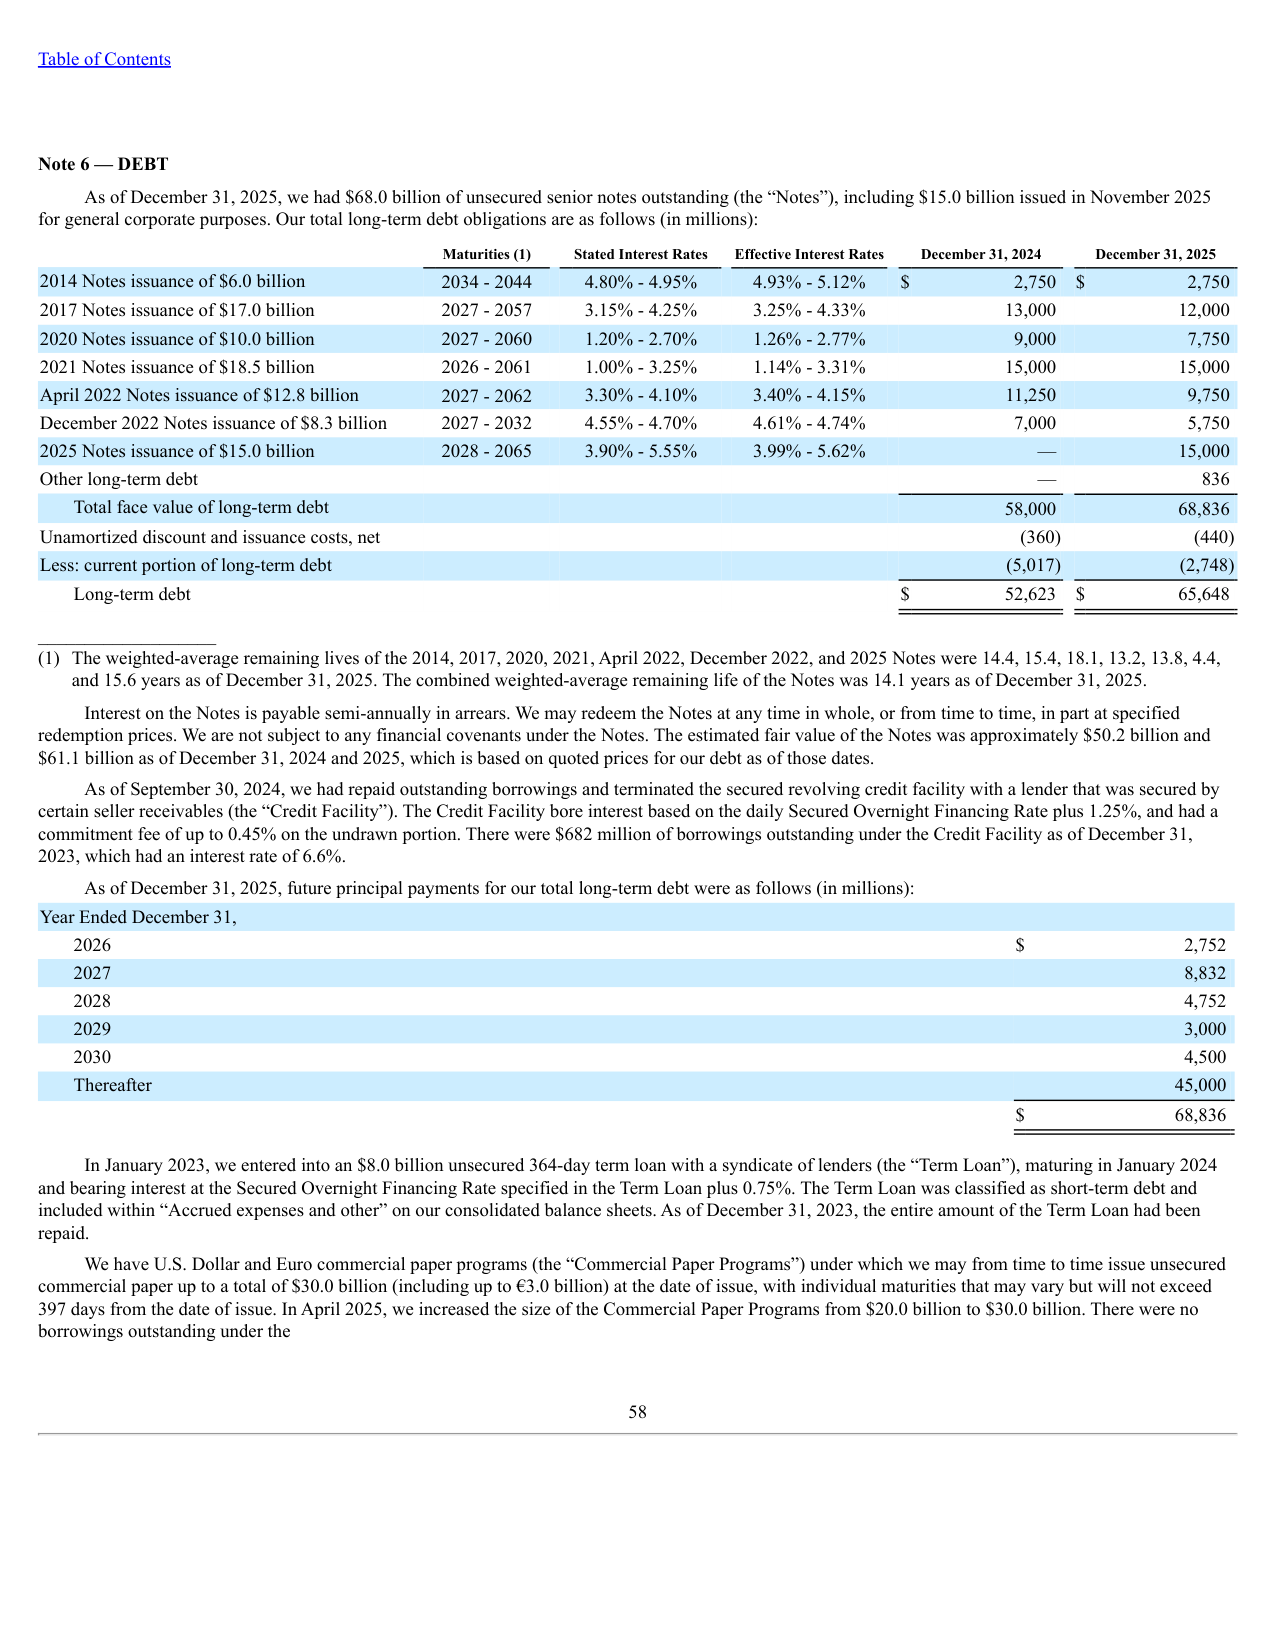 Table of Contents
Note 6 — DEBT
As of December 31, 2025, we had $68.0 billion of unsecured senior notes outstanding (the “Notes”), including $15.0 billion issued in November 2025
for general corporate purposes. Our total long-term debt obligations are as follows (in millions):
Maturities (1) Stated Interest Rates Effective Interest Rates December 31, 2024 December 31, 2025
2014 Notes issuance of $6.0 billion 2034 - 2044 4.80% - 4.95% 4.93% - 5.12% $ 2,750 $ 2,750
2017 Notes issuance of $17.0 billion 2027 - 2057 3.15% - 4.25% 3.25% - 4.33% 13,000 12,000
2020 Notes issuance of $10.0 billion 2027 - 2060 1.20% - 2.70% 1.26% - 2.77% 9,000 7,750
2021 Notes issuance of $18.5 billion 2026 - 2061 1.00% - 3.25% 1.14% - 3.31% 15,000 15,000
April 2022 Notes issuance of $12.8 billion 2027 - 2062 3.30% - 4.10% 3.40% - 4.15% 11,250 9,750
December 2022 Notes issuance of $8.3 billion 2027 - 2032 4.55% - 4.70% 4.61% - 4.74% 7,000 5,750
2025 Notes issuance of $15.0 billion 2028 - 2065 3.90% - 5.55% 3.99% - 5.62% — 15,000
Other long-term debt — 836
Total face value of long-term debt 58,000 68,836
Unamortized discount and issuance costs, net (360) (440)
Less: current portion of long-term debt (5,017) (2,748)
Long-term debt $ 52,623 $ 65,648
(1) The weighted-average remaining lives of the 2014, 2017, 2020, 2021, April 2022, December 2022, and 2025 Notes were 14.4, 15.4, 18.1, 13.2, 13.8, 4.4,
and 15.6 years as of December 31, 2025. The combined weighted-average remaining life of the Notes was 14.1 years as of December 31, 2025.
Interest on the Notes is payable semi-annually in arrears. We may redeem the Notes at any time in whole, or from time to time, in part at specified
redemption prices. We are not subject to any financial covenants under the Notes. The estimated fair value of the Notes was approximately $50.2 billion and
$61.1 billion as of December 31, 2024 and 2025, which is based on quoted prices for our debt as of those dates.
As of September 30, 2024, we had repaid outstanding borrowings and terminated the secured revolving credit facility with a lender that was secured by
certain seller receivables (the “Credit Facility”). The Credit Facility bore interest based on the daily Secured Overnight Financing Rate plus 1.25%, and had a
commitment fee of up to 0.45% on the undrawn portion. There were $682 million of borrowings outstanding under the Credit Facility as of December 31,
2023, which had an interest rate of 6.6%.
As of December 31, 2025, future principal payments for our total long-term debt were as follows (in millions):
Year Ended December 31,
2026 $ 2,752
2027 8,832
2028 4,752
2029 3,000
2030 4,500
Thereafter 45,000
$ 68,836
In January 2023, we entered into an $8.0 billion unsecured 364-day term loan with a syndicate of lenders (the “Term Loan”), maturing in January 2024
and bearing interest at the Secured Overnight Financing Rate specified in the Term Loan plus 0.75%. The Term Loan was classified as short-term debt and
included within “Accrued expenses and other” on our consolidated balance sheets. As of December 31, 2023, the entire amount of the Term Loan had been
repaid.
We have U.S. Dollar and Euro commercial paper programs (the “Commercial Paper Programs”) under which we may from time to time issue unsecured
commercial paper up to a total of $30.0 billion (including up to €3.0 billion) at the date of issue, with individual maturities that may vary but will not exceed
397 days from the date of issue. In April 2025, we increased the size of the Commercial Paper Programs from $20.0 billion to $30.0 billion. There were no
borrowings outstanding under the
58